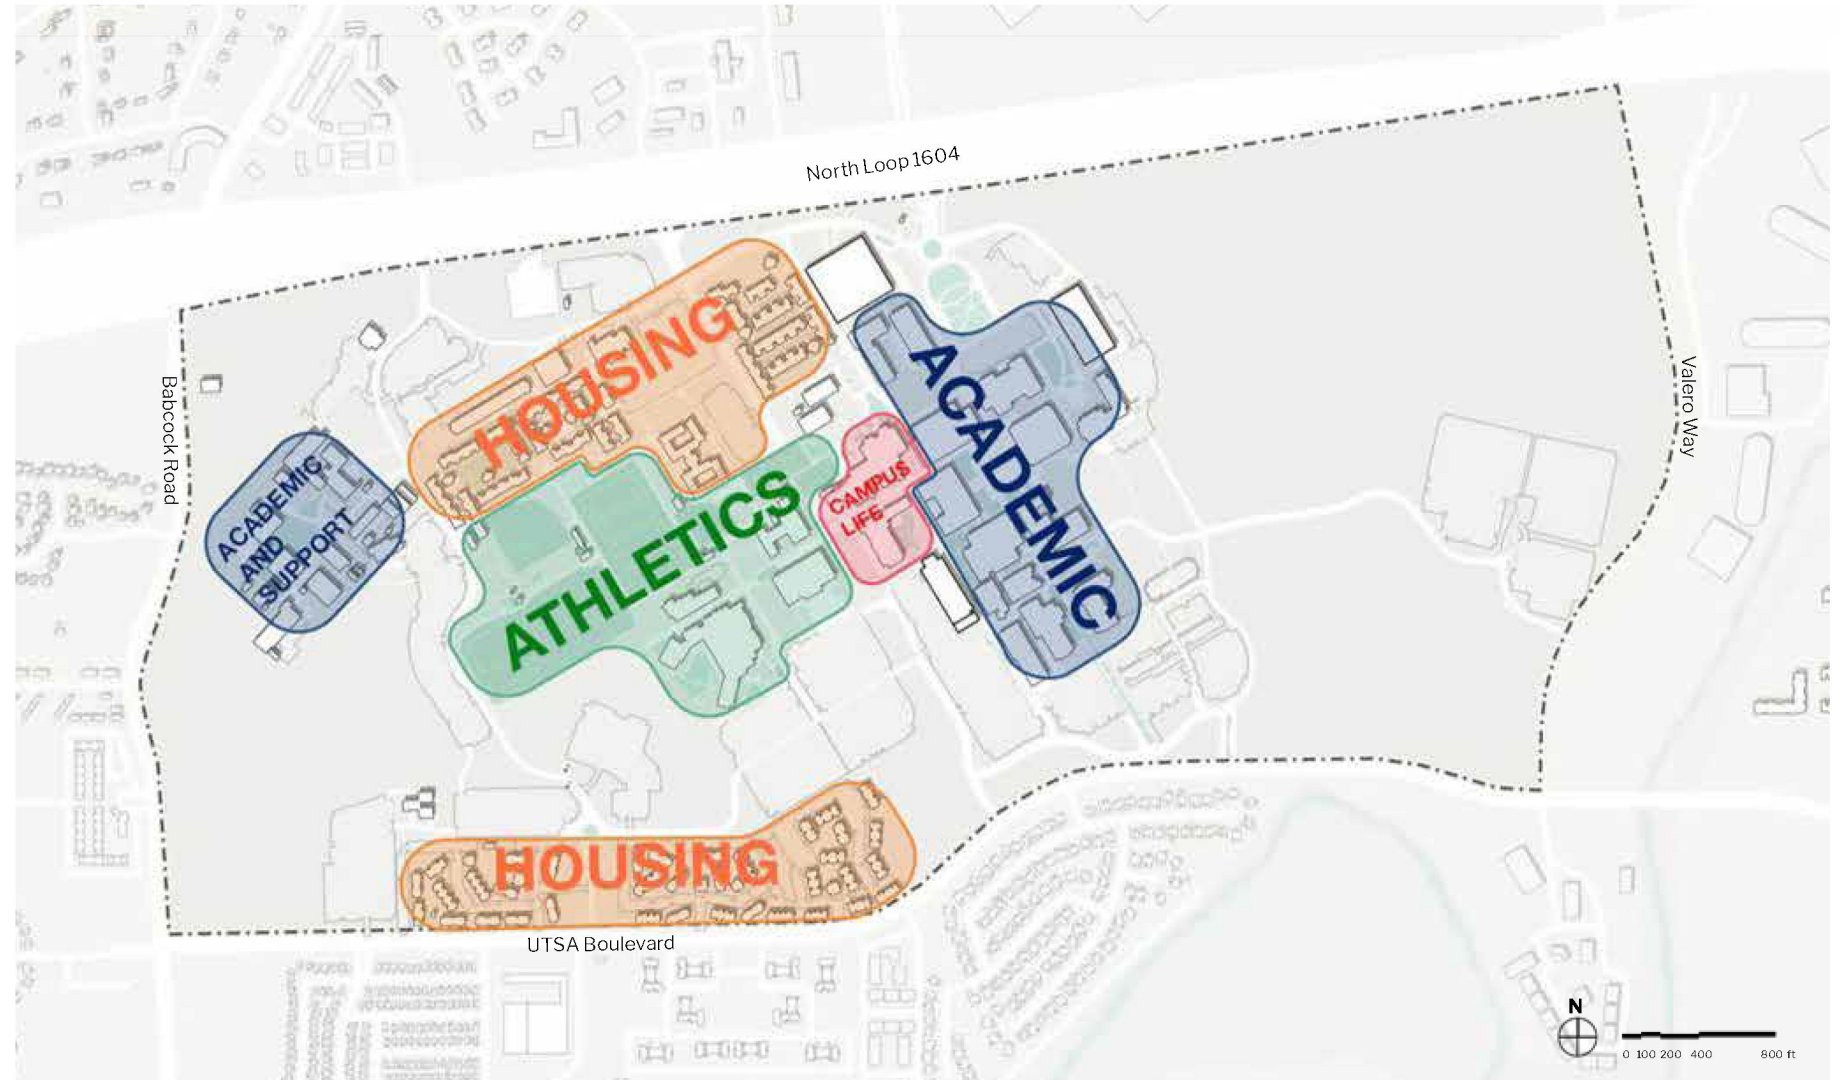 North Loop 1604
HOUSING
ACADEMIC
Babcock Road
Valero Way
ACADEMIC
AND
SUPPORT
ATHLETICS
CAMPUS
LIFE
HOUSING
UTSA Boulevard
N
0 100 200 400 800 ft